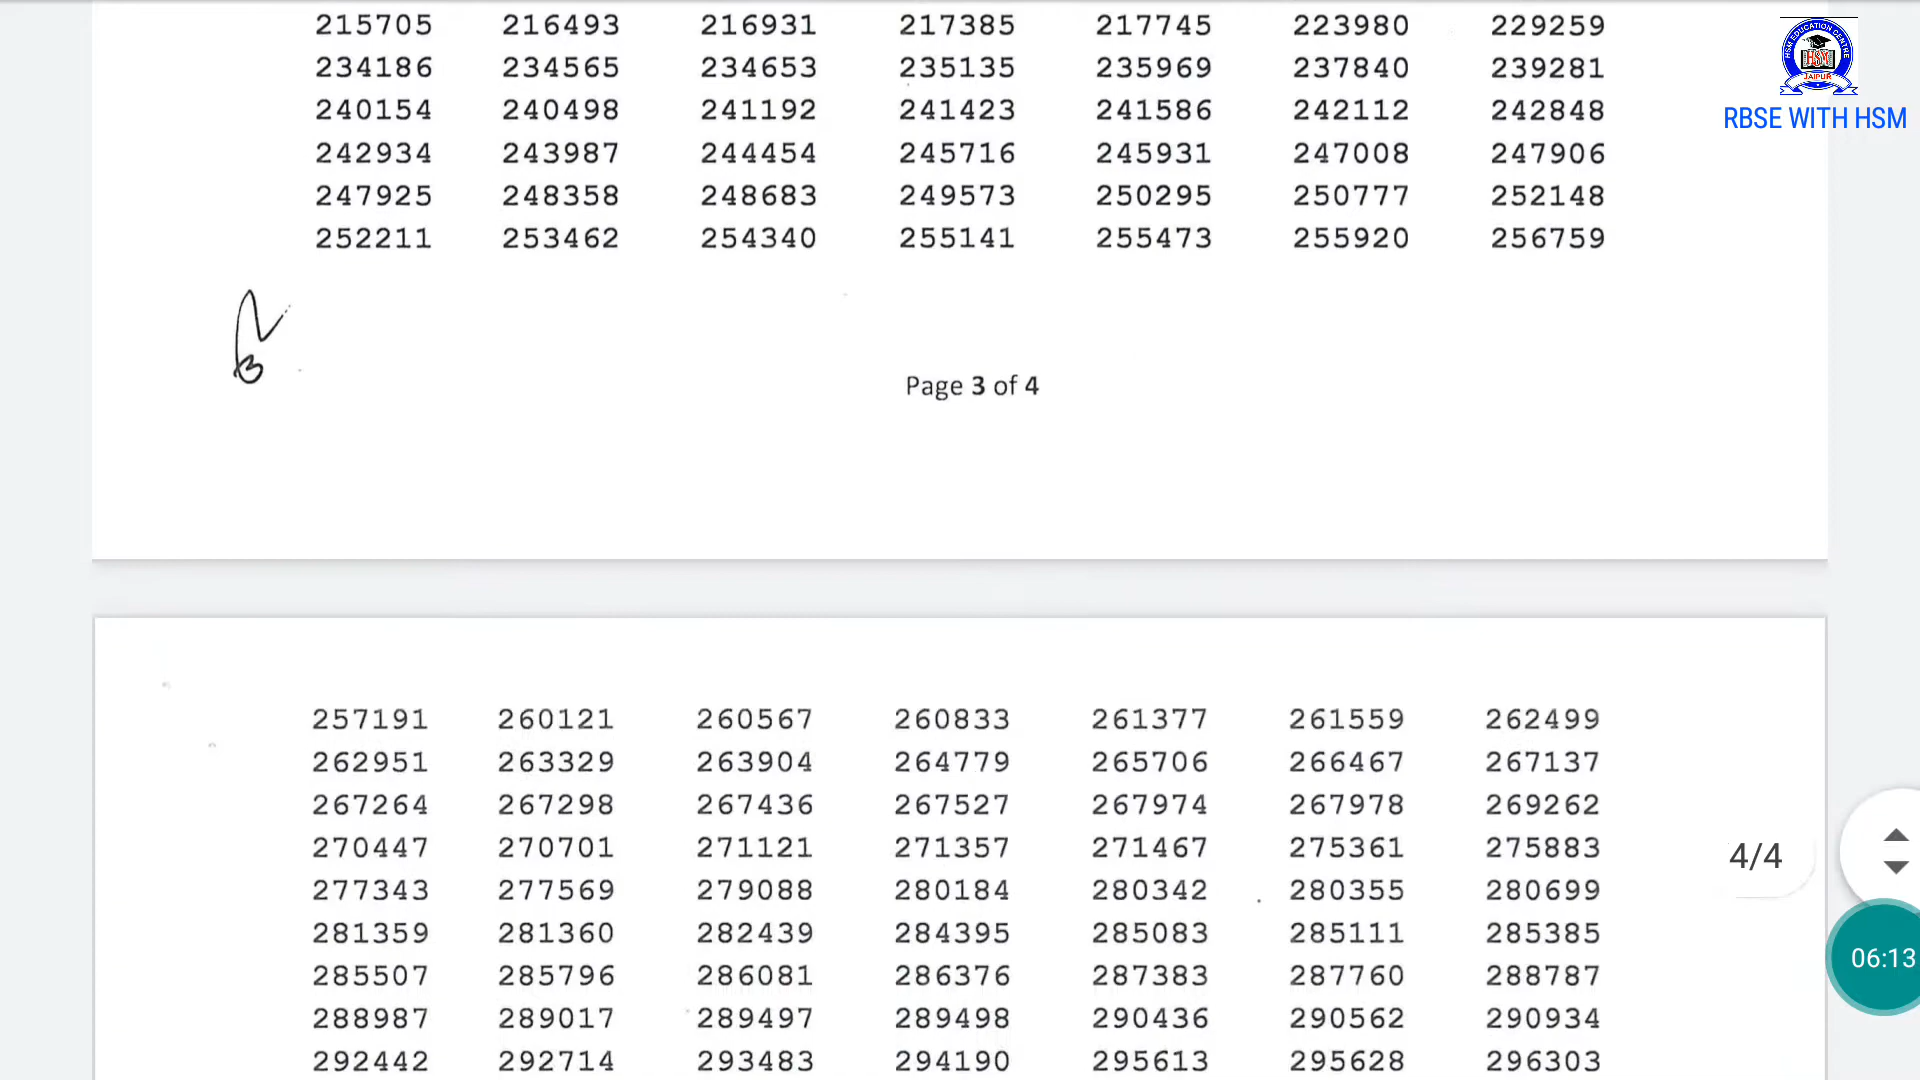 215705 216493 216931 217385 217745 223980 229259
234186 234565 234653 235135 235969 237840 239281
240154 240498 241192 241423 241586 242112 242848
242934 243987 244454 245716 245931 247008 247906
247925 248358 248683 249573 250295 250777 252148
252211 253462 254340 255141 255473 255920 256759
HSM EDUCATION CENTRE
HSM
JAIPUR
RBSE WITH HSM
Page 3 of 4
257191 260121 260567 260833 261377 261559 262499
262951 263329 263904 264779 265706 266467 267137
267264 267298 267436 267527 267974 267978 269262
270447 270701 271121 271357 271467 275361 275883
277343 277569 279088 280184 280342 280355 280699
281359 281360 282439 284395 285083 285111 285385
285507 285796 286081 286376 287383 287760 288787
288987 289017 289497 289498 290436 290562 290934
292442 292714 293483 294190 295613 295628 296303
4/4
06:13